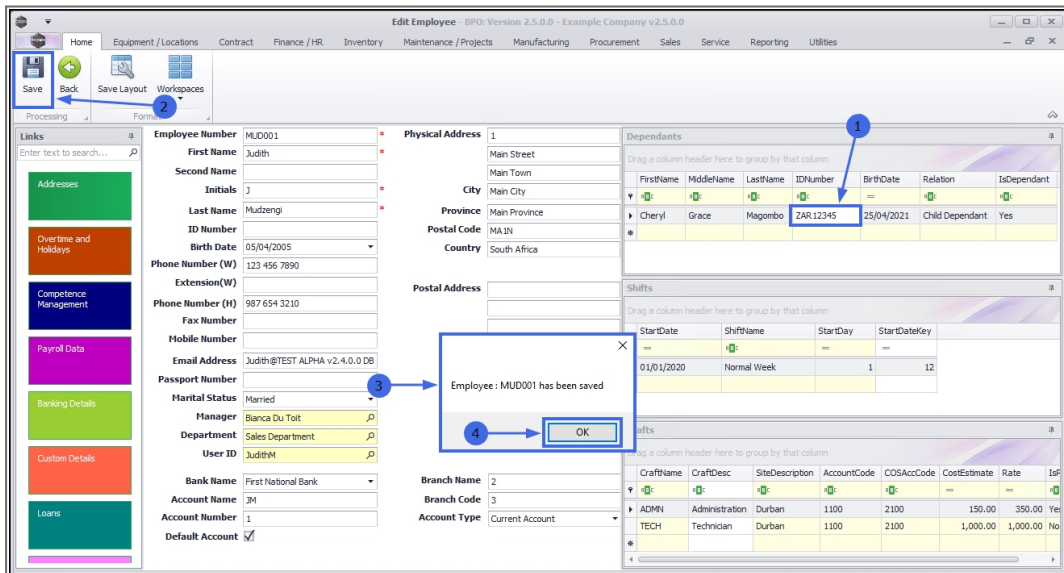 Edit Employee - BPO: Version 2.5.0.0 - Example Company v2.5.0.0
Home Equipment / Locations Contract Finance / HR Inventory Maintenance / Projects Manufacturing Procurement Sales Service Reporting Utilities
Save Back Save Layout Workspaces
2
Processing Format
Links
Enter text to search...
Addresses
Overtime and
Holidays
Competence
Management
Payroll Data
Banking Details
Custom Details
Loans
Employee Number MUD001 *
First Name Judith *
Second Name
Initials J *
Last Name Mudzengi *
ID Number
Birth Date 05/04/2005
Phone Number (W) 123 456 7890
Extension(W)
Phone Number (H) 987 654 3210
Fax Number
Mobile Number
Email Address Judith@TEST ALPHA v2.4.0.0 DB
Passport Number
Marital Status Married
Manager Bianca Du Toit
Department Sales Department
User ID JudithM
Bank Name First National Bank
Account Name JM
Account Number 1
Default Account
Physical Address 1
Main Street
Main Town
City Main City
Province Main Province
Postal Code MA1N
Country South Africa
Postal Address
Branch Name 2
Branch Code 3
Account Type Current Account
3
Employee : MUD001 has been saved
4
OK
1
Dependants
Drag a column header here to group by that column
FirstName MiddleName LastName IDNumber BirthDate Relation IsDependant
Cheryl Grace Magombo ZAR12345 25/04/2021 Child Dependant Yes
Shifts
Drag a column header here to group by that column
StartDate ShiftName StartDay StartDateKey
01/01/2020 Normal Week 1 12
afts
ag a column header here to group by that column
CraftName CraftDesc SiteDescription AccountCode COSAccCode CostEstimate Rate IsP
ADMN Administration Durban 1100 2100 150.00 350.00 Yes
TECH Technician Durban 1100 2100 1,000.00 1,000.00 No